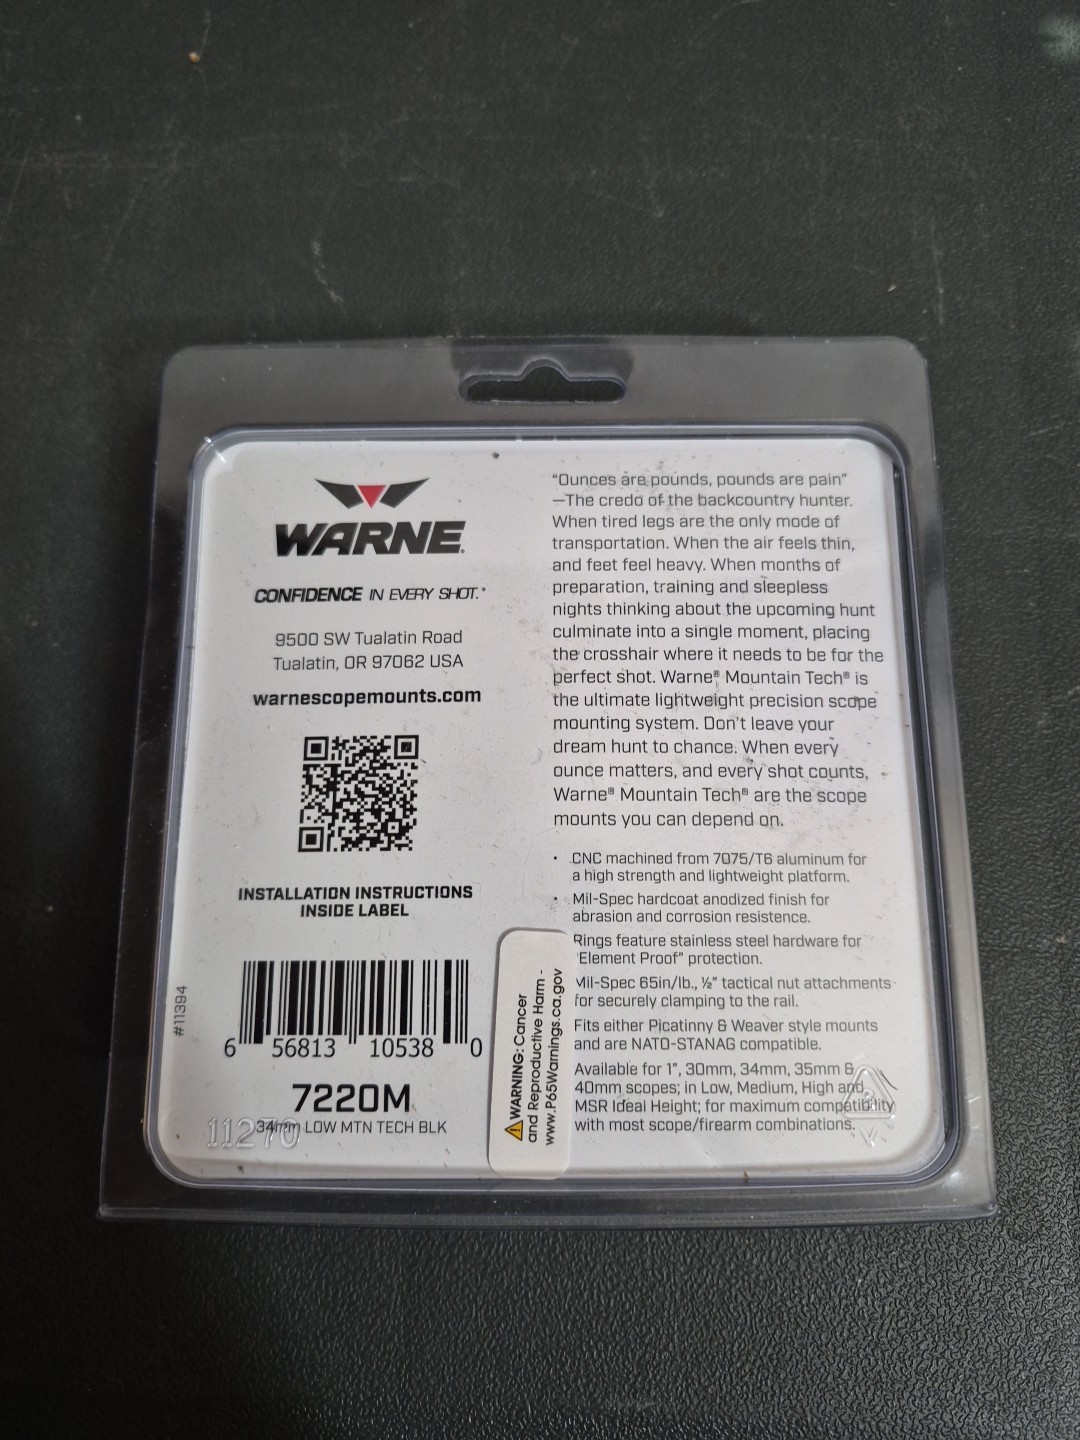 WARNE
CONFIDENCE IN EVERY SHOT.®
9500 SW Tualatin Road
Tualatin, OR 97062 USA
warnescopemounts.com
INSTALLATION INSTRUCTIONS
INSIDE LABEL
#11394
6 56813 10538 0
7220M
34mm LOW MTN TECH BLK
11270
"Ounces are pounds, pounds are pain"
—The credo of the backcountry hunter.
When tired legs are the only mode of
transportation. When the air feels thin,
and feet feel heavy. When months of
preparation, training and sleepless
nights thinking about the upcoming hunt
culminate into a single moment, placing
the crosshair where it needs to be for the
perfect shot. Warne® Mountain Tech® is
the ultimate lightweight precision scope
mounting system. Don't leave your
dream hunt to chance. When every
ounce matters, and every shot counts,
Warne® Mountain Tech® are the scope
mounts you can depend on.
• CNC machined from 7075/T6 aluminum for
a high strength and lightweight platform.
• Mil-Spec hardcoat anodized finish for
abrasion and corrosion resistence.
Rings feature stainless steel hardware for
"Element Proof" protection.
Mil-Spec 65in/lb., ½" tactical nut attachments
for securely clamping to the rail.
Fits either Picatinny & Weaver style mounts
and are NATO-STANAG compatible.
Available for 1", 30mm, 34mm, 35mm &
40mm scopes; in Low, Medium, High and
MSR Ideal Height; for maximum compatibility
with most scope/firearm combinations.
⚠WARNING: Cancer
and Reproductive Harm -
www.P65Warnings.ca.gov